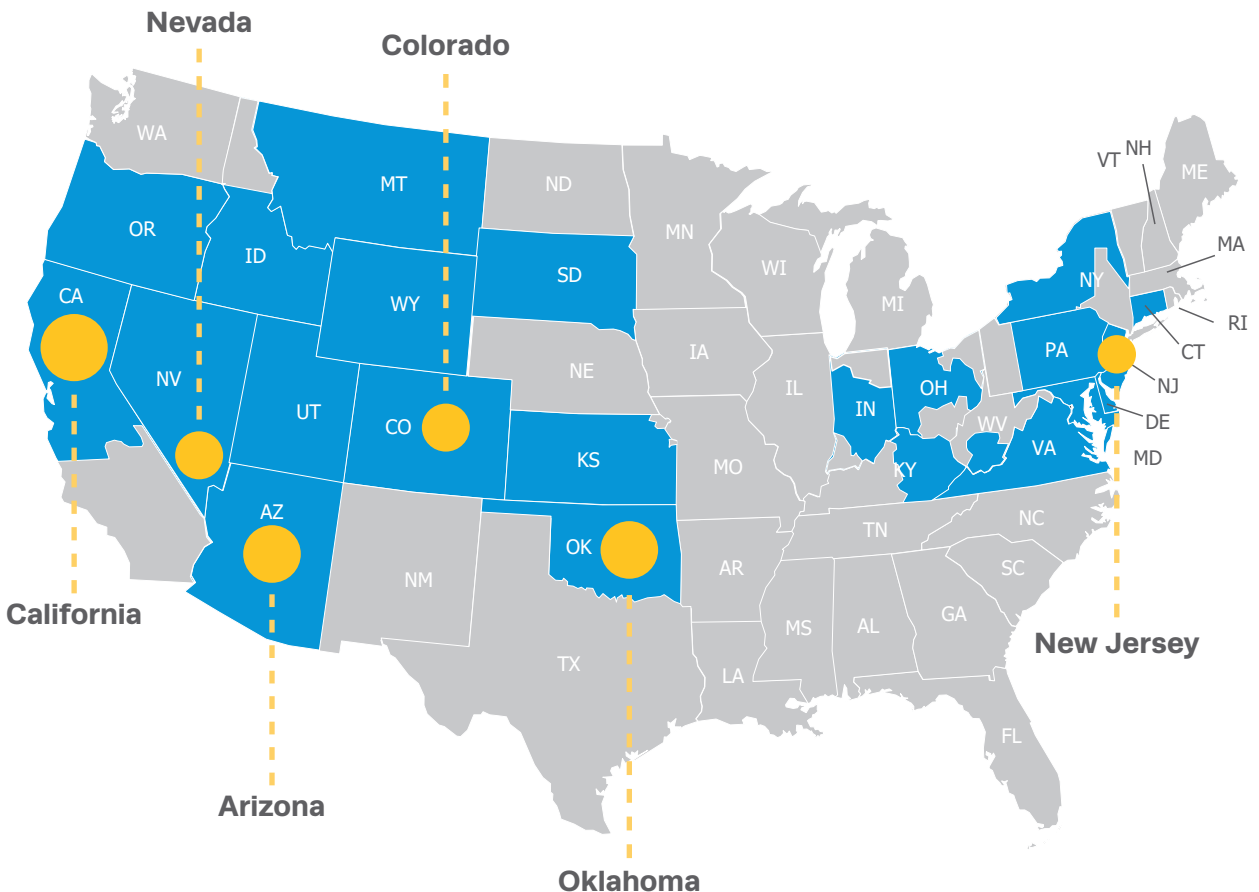 Nevada
Colorado
WA
MT
ND
MN
OR
ID
WY
SD
WI
MI
NY
VT
NH
ME
MA
RI
CT
CA
NV
UT
CO
NE
IA
IL
IN
OH
PA
NJ
DE
MD
KS
MO
KY
WV
VA
AZ
NM
OK
AR
TN
NC
SC
TX
LA
MS
AL
GA
FL
California
New Jersey
Arizona
Oklahoma